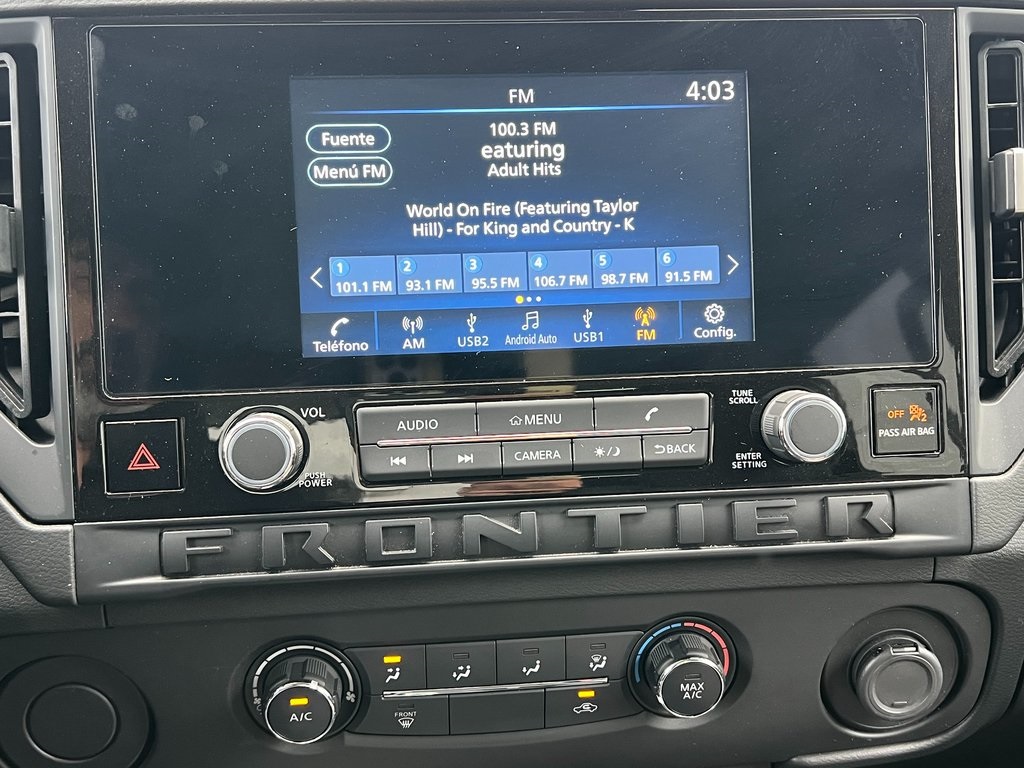 FM
4:03
Fuente
Menú FM
100.3 FM
eaturing
Adult Hits
World On Fire (Featuring Taylor
Hill) - For King and Country - K
1 2 3 4 5 6
101.1 FM 93.1 FM 95.5 FM 106.7 FM 98.7 FM 91.5 FM
Teléfono AM USB2 Android Auto USB1 FM Config.
VOL
PUSH
POWER
AUDIO MENU
CAMERA BACK
TUNE
SCROLL
ENTER
SETTING
OFF 2
PASS AIR BAG
FRONTIER
A/C
FRONT
MAX
A/C